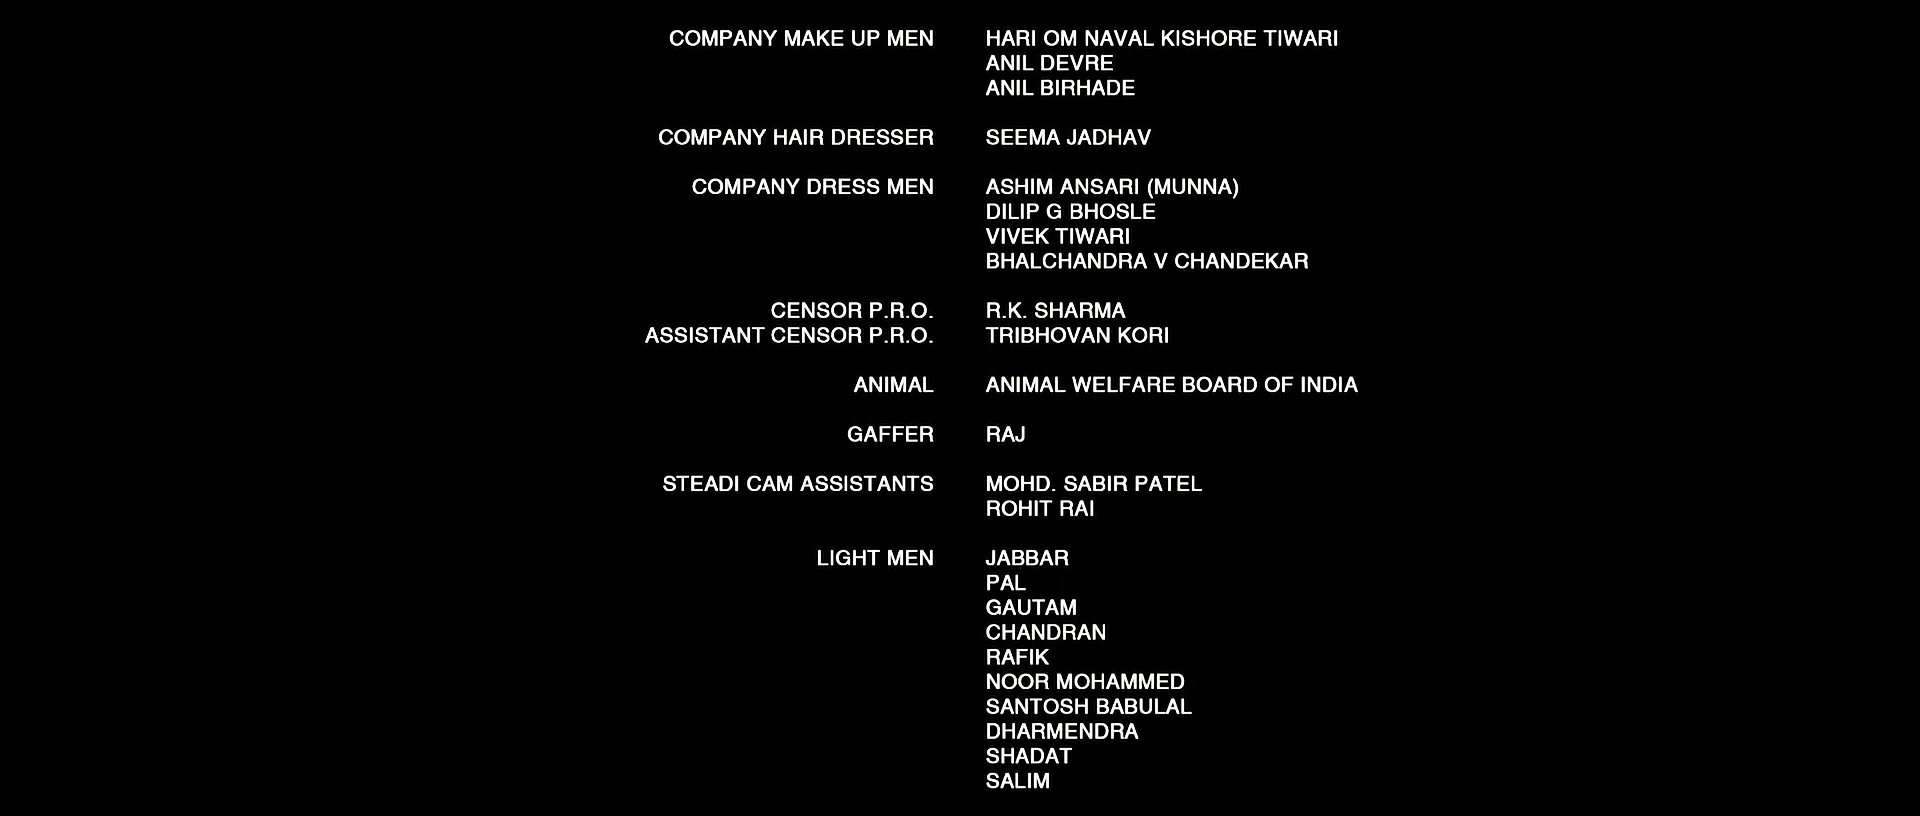 COMPANY MAKE UP MEN HARI OM NAVAL KISHORE TIWARI
ANIL DEVRE
ANIL BIRHADE
COMPANY HAIR DRESSER SEEMA JADHAV
COMPANY DRESS MEN ASHIM ANSARI (MUNNA)
DILIP G BHOSLE
VIVEK TIWARI
BHALCHANDRA V CHANDEKAR
CENSOR P.R.O. R.K. SHARMA
ASSISTANT CENSOR P.R.O. TRIBHOVAN KORI
ANIMAL ANIMAL WELFARE BOARD OF INDIA
GAFFER RAJ
STEADI CAM ASSISTANTS MOHD. SABIR PATEL
ROHIT RAI
LIGHT MEN JABBAR
PAL
GAUTAM
CHANDRAN
RAFIK
NOOR MOHAMMED
SANTOSH BABULAL
DHARMENDRA
SHADAT
SALIM